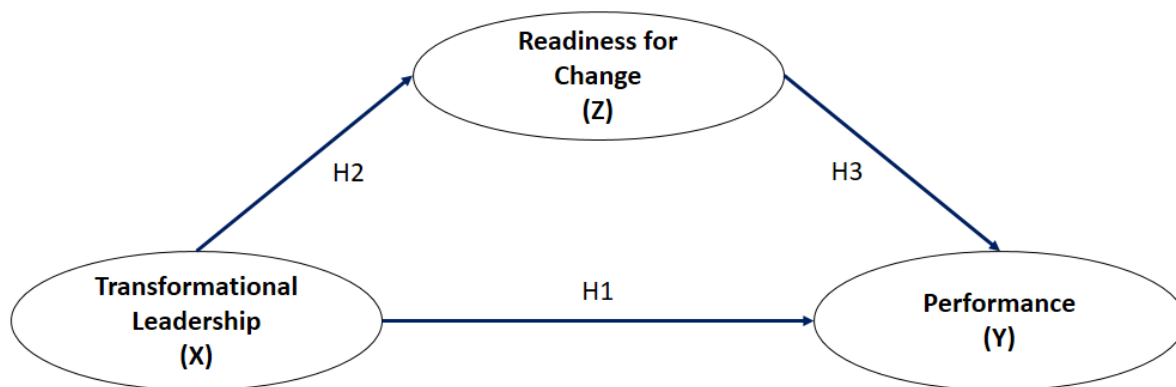 Readiness for
Change
(Z)
H2
H3
Transformational
Leadership
(X)
H1
Performance
(Y)